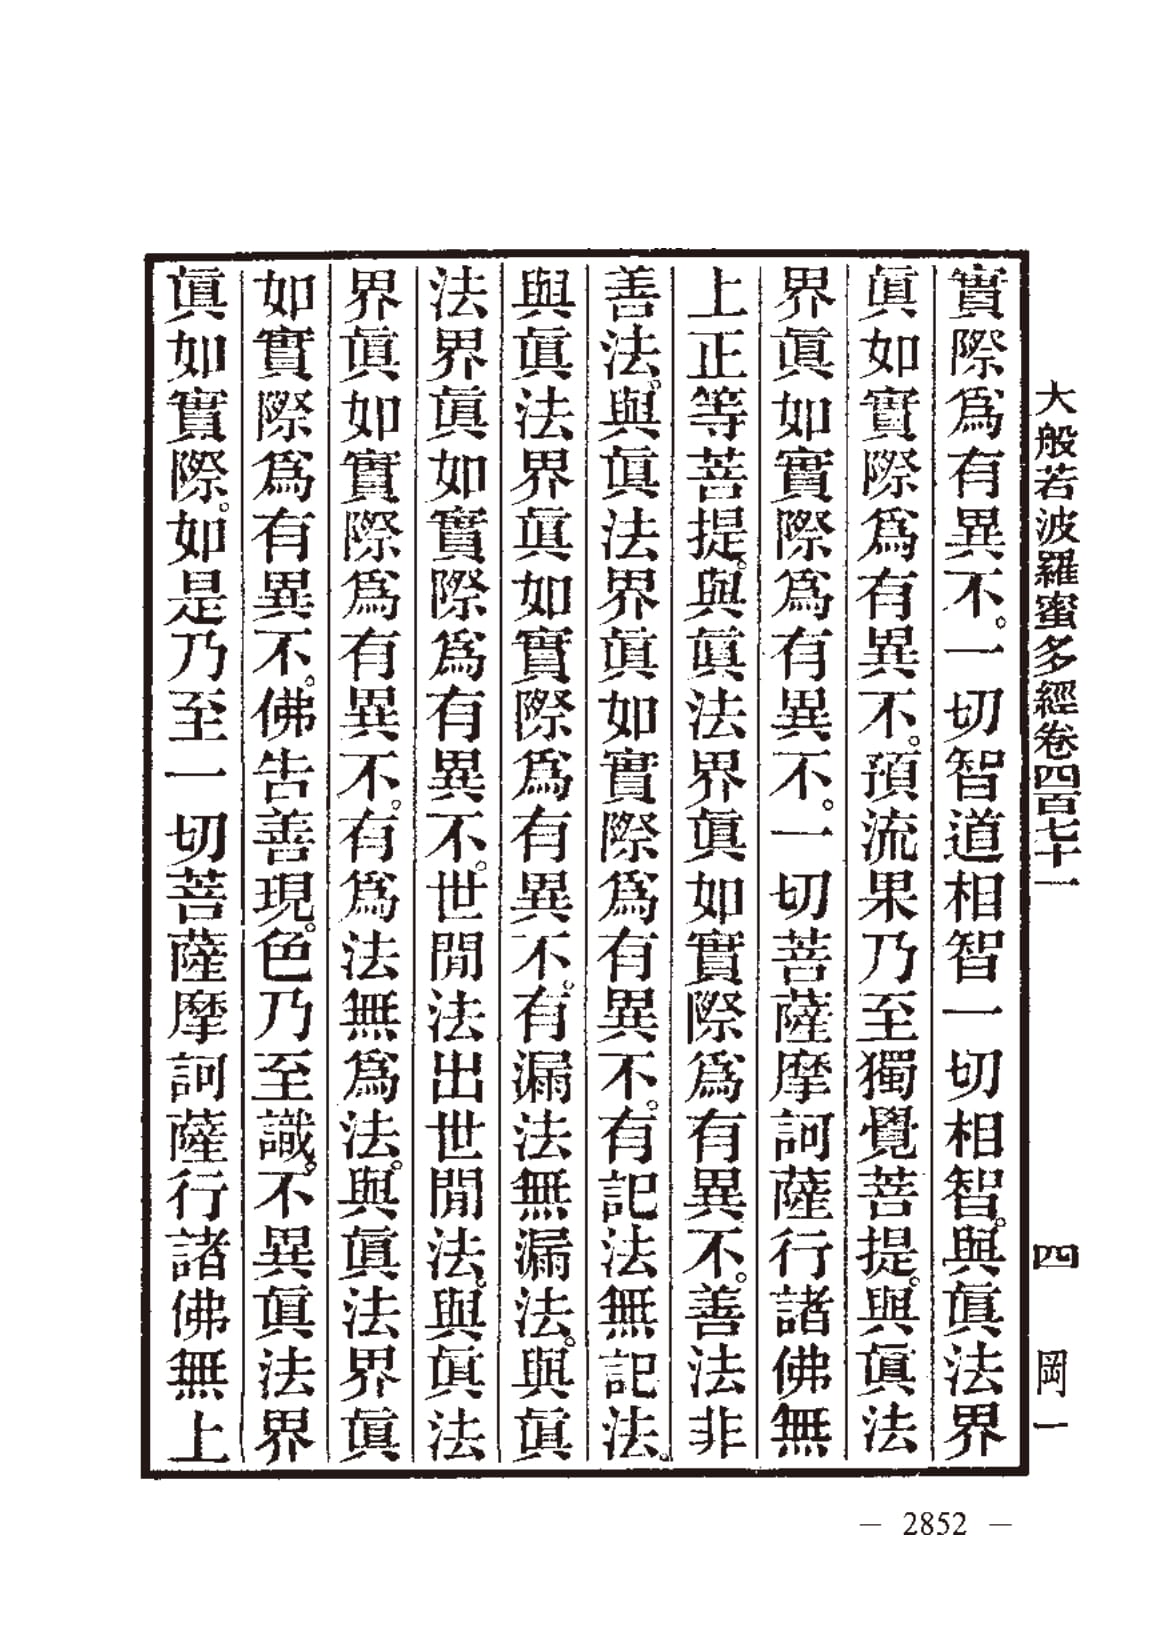 大般若波羅蜜多經卷四百七十一 四 岡一
實際爲有異不。一切智道相智一切相智。與眞法界
眞如實際爲有異不。預流果乃至獨覺菩提。與眞法
界眞如實際爲有異不。一切菩薩摩訶薩行諸佛無
上正等菩提。與眞法界眞如實際爲有異不。善法非
善法。與眞法界眞如實際爲有異不。有記法無記法。
與眞法界眞如實際爲有異不。有漏法無漏法。與眞
法界眞如實際爲有異不。世閒法出世閒法。與眞法
界眞如實際爲有異不。有爲法無爲法。與眞法界眞
如實際爲有異不。佛告善現。色乃至識。不異眞法界
眞如實際。如是乃至一切菩薩摩訶薩行諸佛無上
— 2852 —